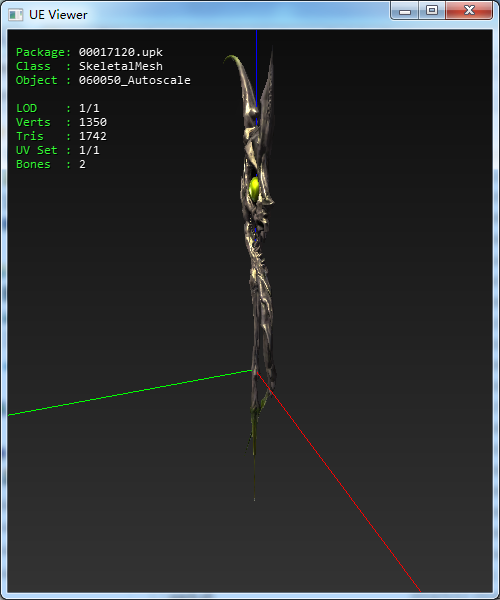 UE Viewer
Package: 00017120.upk
Class : SkeletalMesh
Object : 060050_Autoscale
LOD : 1/1
Verts : 1350
Tris : 1742
UV Set : 1/1
Bones : 2